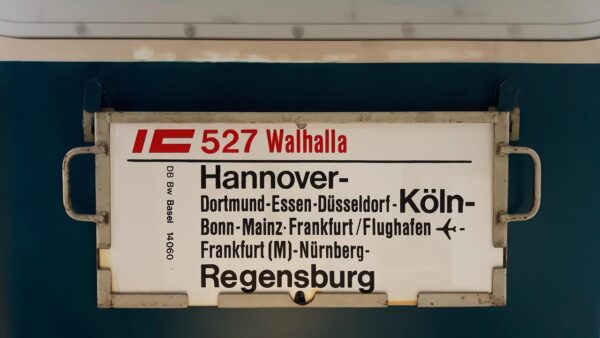 IC 527 Walhalla
Hannover-
Dortmund-Essen-Düsseldorf-Köln-
Bonn-Mainz-Frankfurt/Flughafen ✈-
Frankfurt (M)-Nürnberg-
Regensburg
DB Bw Basel 14060